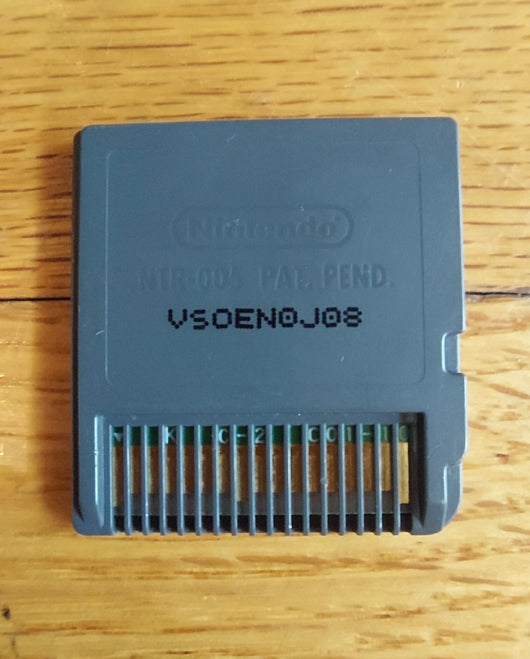 Nintendo®
NTR-005 PAT. PEND.
VSOEN0J08